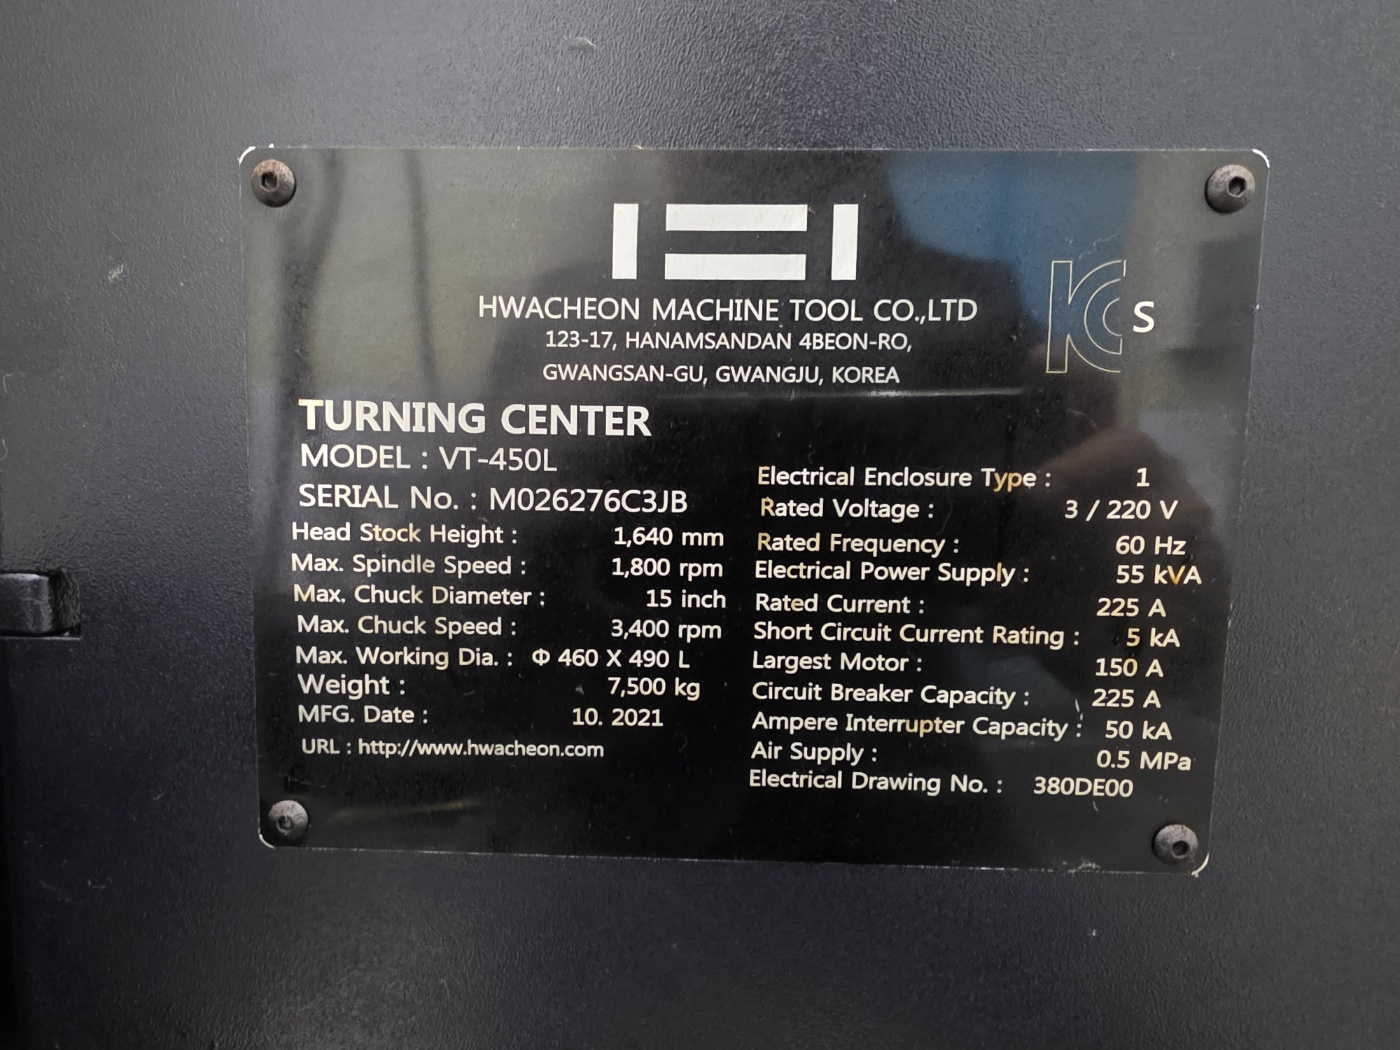 HWACHEON MACHINE TOOL CO.,LTD
123-17, HANAMSANDAN 4BEON-RO,
GWANGSAN-GU, GWANGJU, KOREA
KC S
TURNING CENTER
MODEL : VT-450L
SERIAL No. : M026276C3JB
Head Stock Height : 1,640 mm
Max. Spindle Speed : 1,800 rpm
Max. Chuck Diameter : 15 inch
Max. Chuck Speed : 3,400 rpm
Max. Working Dia. : Φ 460 X 490 L
Weight : 7,500 kg
MFG. Date : 10. 2021
URL : http://www.hwacheon.com
Electrical Enclosure Type : 1
Rated Voltage : 3 / 220 V
Rated Frequency : 60 Hz
Electrical Power Supply : 55 kVA
Rated Current : 225 A
Short Circuit Current Rating : 5 kA
Largest Motor : 150 A
Circuit Breaker Capacity : 225 A
Ampere Interrupter Capacity : 50 kA
Air Supply : 0.5 MPa
Electrical Drawing No. : 380DE00